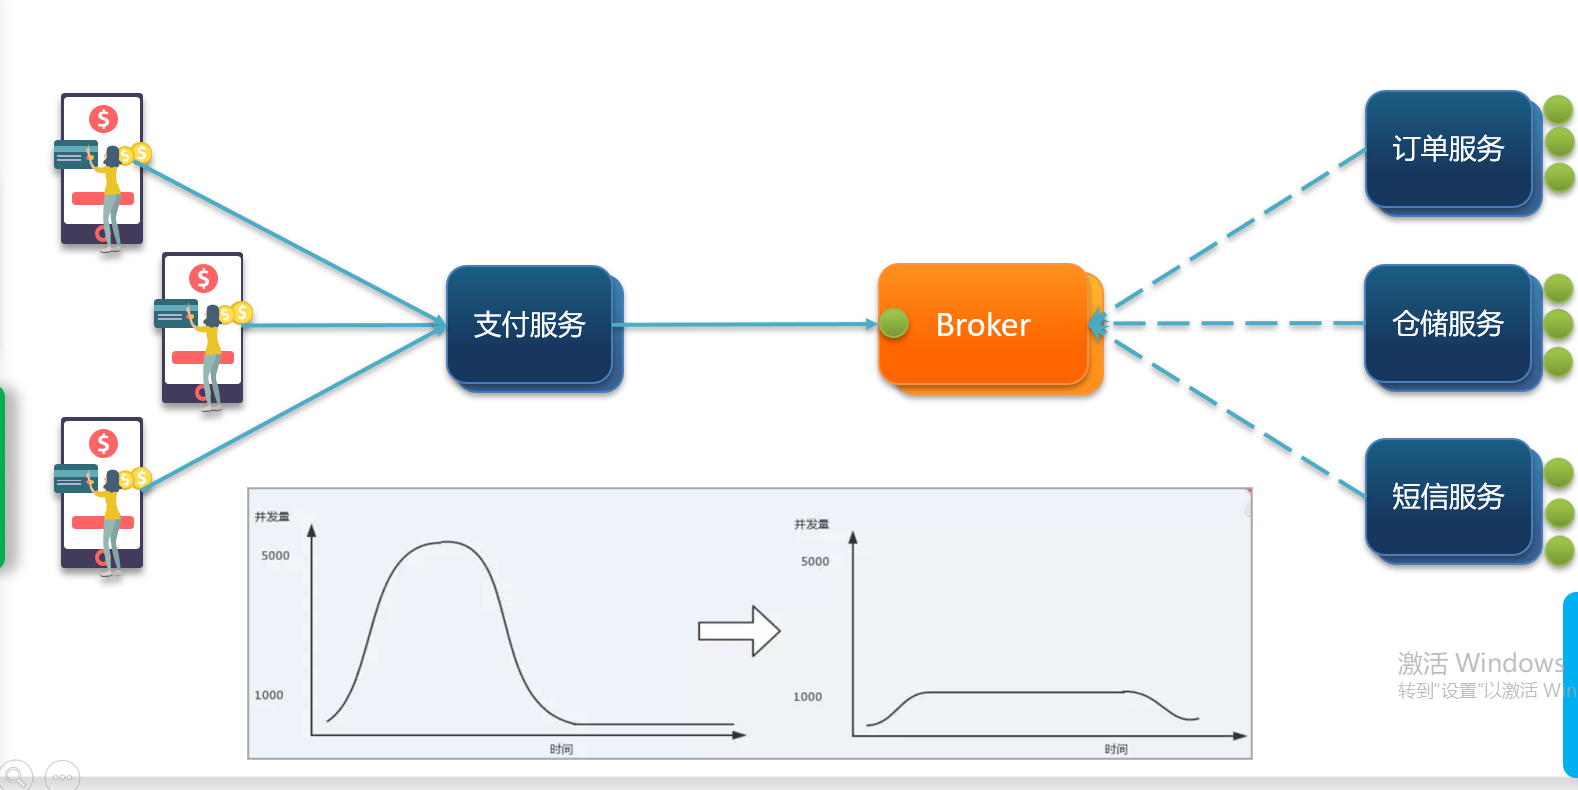 订单服务
支付服务
Broker
仓储服务
短信服务
并发量
5000
1000
时间
并发量
5000
1000
时间
激活 Windows
转到“设置”以激活 Win